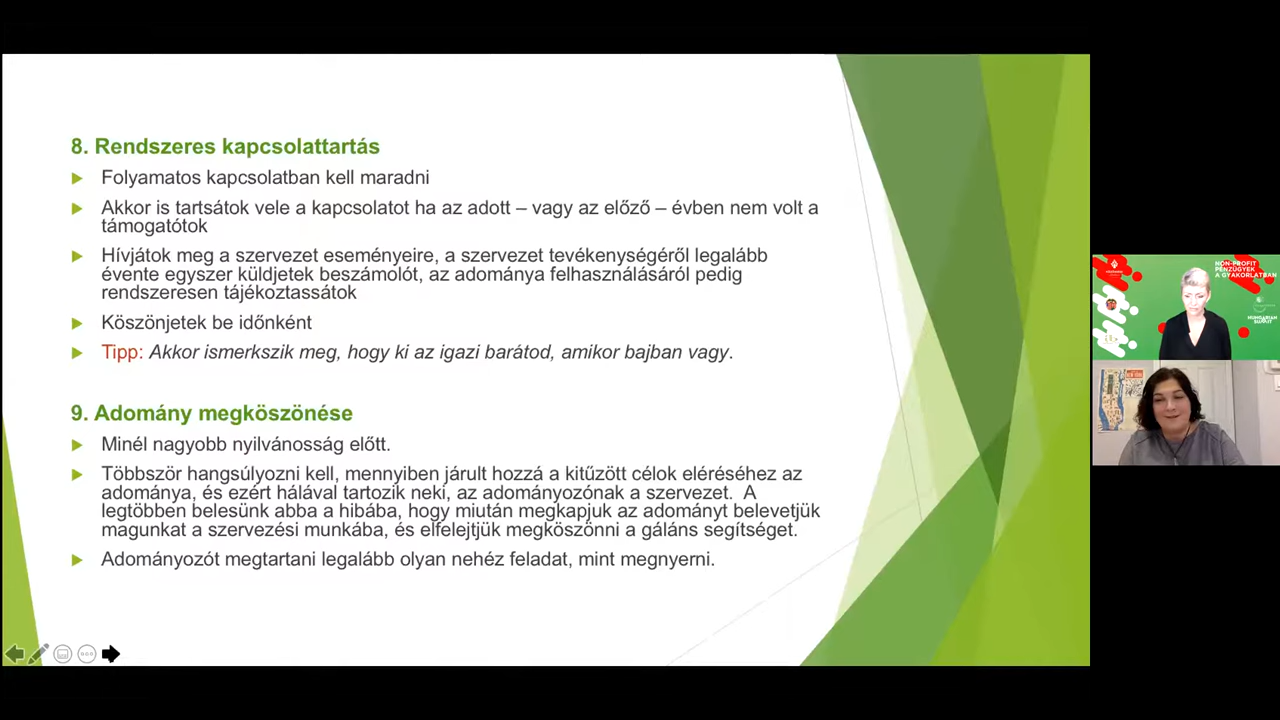 8. Rendszeres kapcsolattartás
Folyamatos kapcsolatban kell maradni
Akkor is tartsátok vele a kapcsolatot ha az adott – vagy az előző – évben nem volt a
támogatótok
Hívjátok meg a szervezet eseményeire, a szervezet tevékenységéről legalább
évente egyszer küldjetek beszámolót, az adománya felhasználásáról pedig
rendszeresen tájékoztassátok
Köszönjetek be időnként
Tipp: Akkor ismerkszik meg, hogy ki az igazi barátod, amikor bajban vagy.
9. Adomány megköszönése
Minél nagyobb nyilvánosság előtt.
Többször hangsúlyozni kell, mennyiben járult hozzá a kitűzött célok eléréséhez az
adománya, és ezért hálával tartozik neki, az adományozónak a szervezet. A
legtöbben belesünk abba a hibába, hogy miután megkapjuk az adományt belevetjük
magunkat a szervezési munkába, és elfelejtjük megköszönni a gáláns segítséget.
Adományozót megtartani legalább olyan nehéz feladat, mint megnyerni.
NON-PROFIT
PÉNZÜGYEK
A GYAKORLATBAN
HUNGARIAN
SUMMIT